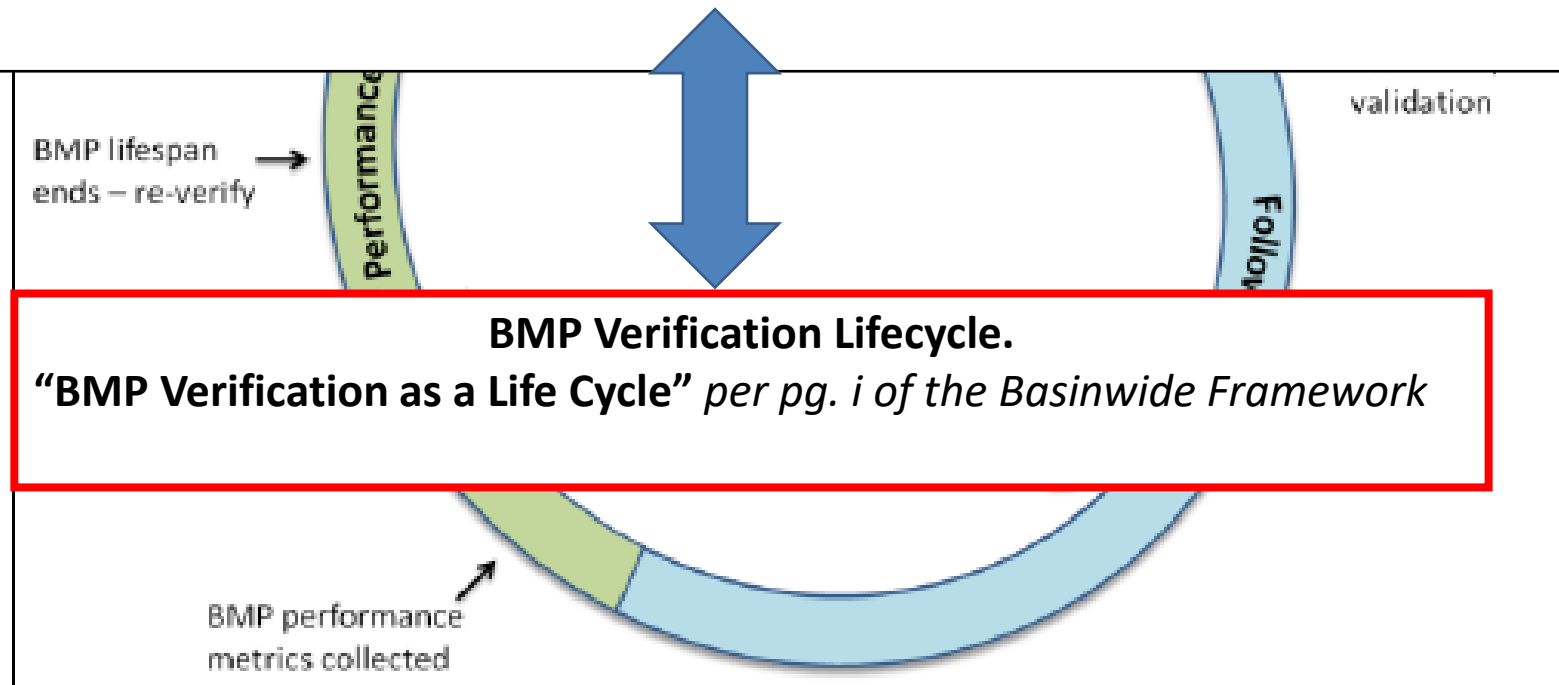 validation
BMP lifespan
ends – re-verify
Performance
Follow
BMP Verification Lifecycle.
“BMP Verification as a Life Cycle” per pg. i of the Basinwide Framework
BMP performance
metrics collected